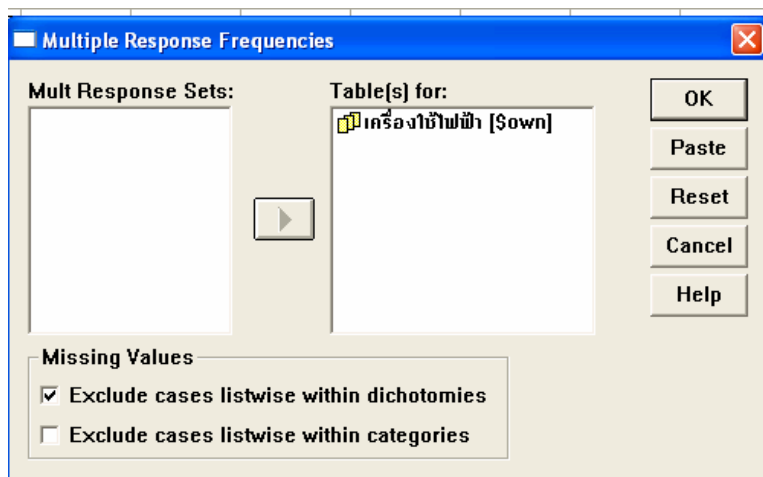 Multiple Response Frequencies
Mult Response Sets:
Table(s) for:
เครื่องใช้ไฟฟ้า [$own]
OK
Paste
Reset
Cancel
Help
Missing Values
Exclude cases listwise within dichotomies
Exclude cases listwise within categories